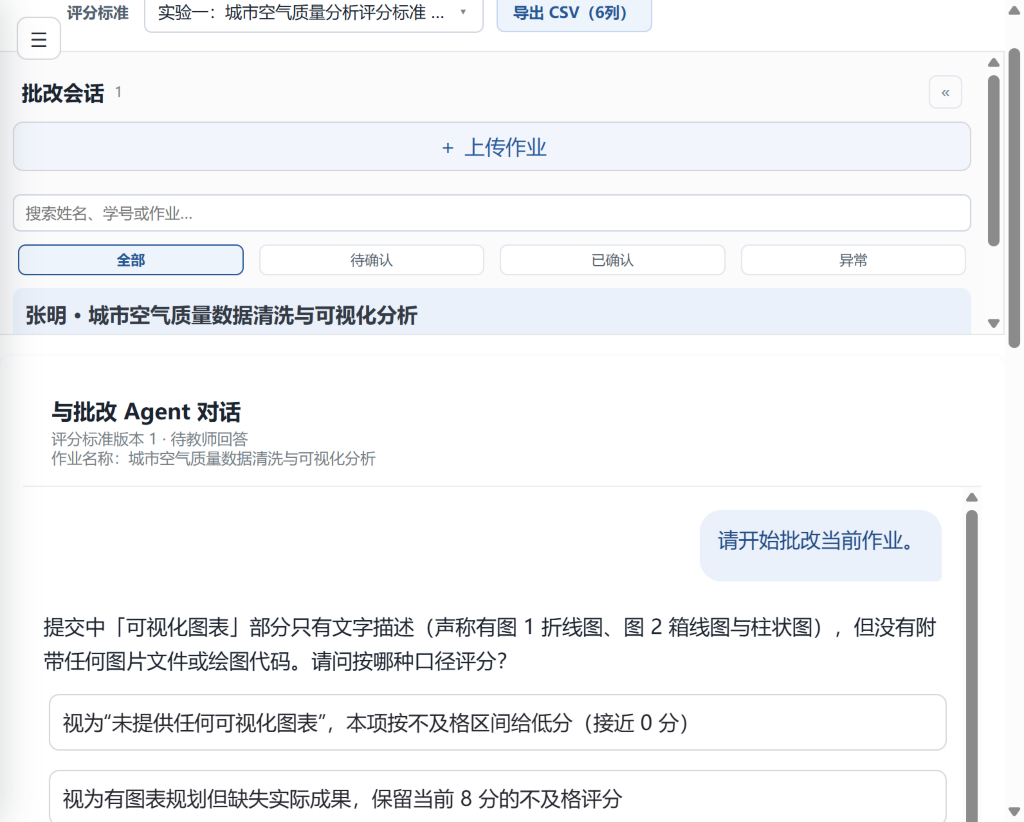 评分标准
实验一：城市空气质量分析评分标准 ...
导出 CSV（6列）
批改会话 1
«
+ 上传作业
搜索姓名、学号或作业...
全部
待确认
已确认
异常
张明 • 城市空气质量数据清洗与可视化分析
与批改 Agent 对话
评分标准版本 1 · 待教师回答
作业名称：城市空气质量数据清洗与可视化分析
请开始批改当前作业。
提交中「可视化图表」部分只有文字描述（声称有图 1 折线图、图 2 箱线图与柱状图），但没有附
带任何图片文件或绘图代码。请问按哪种口径评分？
视为“未提供任何可视化图表”，本项按不及格区间给低分（接近 0 分）
视为有图表规划但缺失实际成果，保留当前 8 分的不及格评分